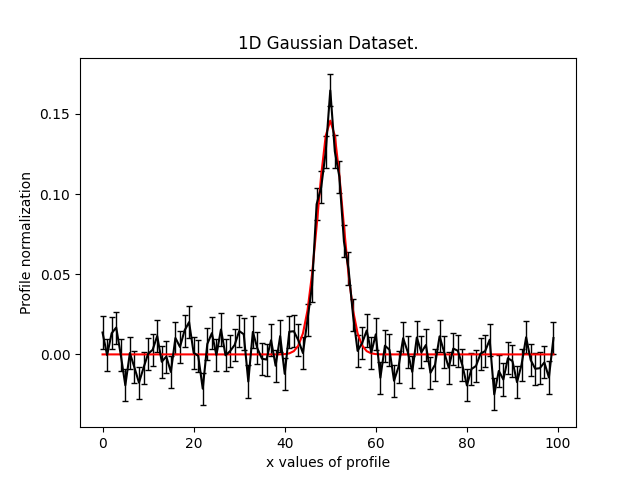 1D Gaussian Dataset.
Profile normalization
0.15
0.10
0.05
0.00
0 20 40 60 80 100
x values of profile